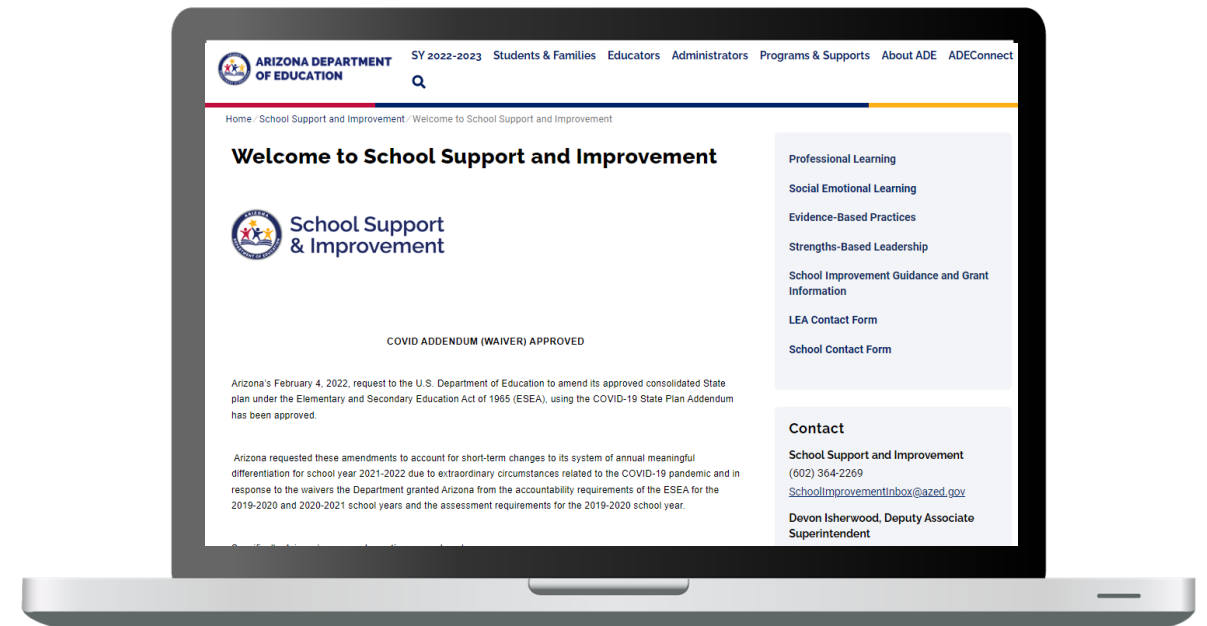 ARIZONA DEPARTMENT
OF EDUCATION
SY 2022-2023 Students & Families Educators Administrators Programs & Supports About ADE ADEConnect
Home / School Support and Improvement / Welcome to School Support and Improvement
Welcome to School Support and Improvement
ARIZONA
DEPARTMENT OF EDUCATION
School Support
& Improvement
COVID ADDENDUM (WAIVER) APPROVED
Arizona's February 4, 2022, request to the U.S. Department of Education to amend its approved consolidated State
plan under the Elementary and Secondary Education Act of 1965 (ESEA), using the COVID-19 State Plan Addendum
has been approved.
Arizona requested these amendments to account for short-term changes to its system of annual meaningful
differentiation for school year 2021-2022 due to extraordinary circumstances related to the COVID-19 pandemic and in
response to the waivers the Department granted Arizona from the accountability requirements of the ESEA for the
2019-2020 and 2020-2021 school years and the assessment requirements for the 2019-2020 school year.
Professional Learning
Social Emotional Learning
Evidence-Based Practices
Strengths-Based Leadership
School Improvement Guidance and Grant
Information
LEA Contact Form
School Contact Form
Contact
School Support and Improvement
(602) 364-2269
SchoolImprovementInbox@azed.gov
Devon Isherwood, Deputy Associate
Superintendent